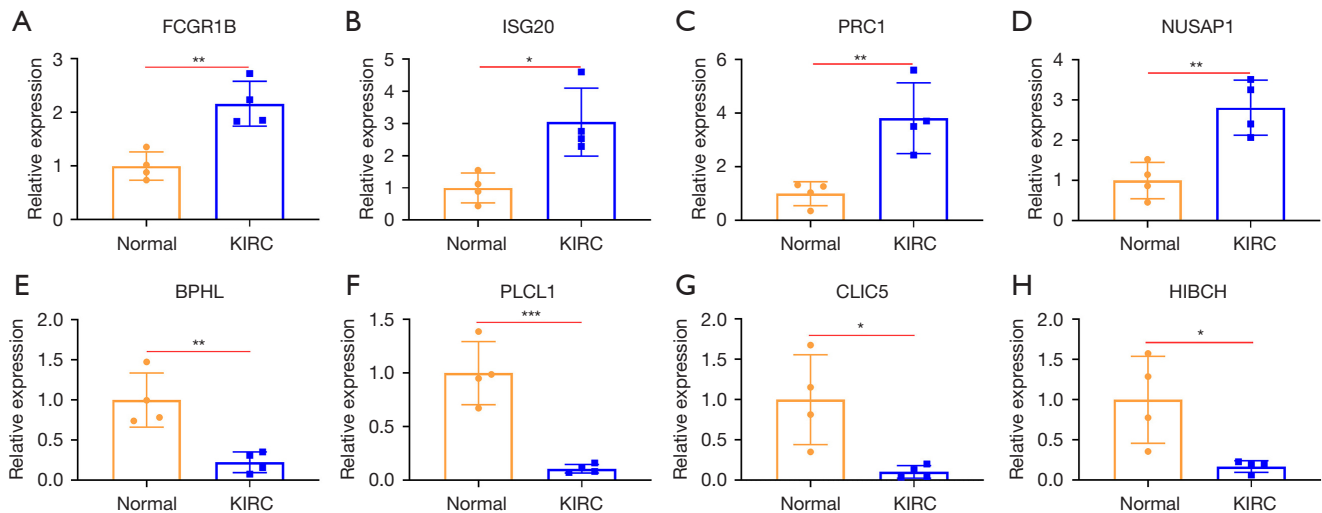 A
FCGR1B
Relative expression
3
2
1
0
**
Normal
KIRC
B
ISG20
Relative expression
5
4
3
2
1
0
*
Normal
KIRC
C
PRC1
Relative expression
6
4
2
0
**
Normal
KIRC
D
NUSAP1
Relative expression
4
3
2
1
0
**
Normal
KIRC
E
BPHL
Relative expression
2.0
1.5
1.0
0.5
0.0
**
Normal
KIRC
F
PLCL1
Relative expression
1.5
1.0
0.5
0.0
***
Normal
KIRC
G
CLIC5
Relative expression
2.0
1.5
1.0
0.5
0.0
*
Normal
KIRC
H
HIBCH
Relative expression
2.0
1.5
1.0
0.5
0.0
*
Normal
KIRC